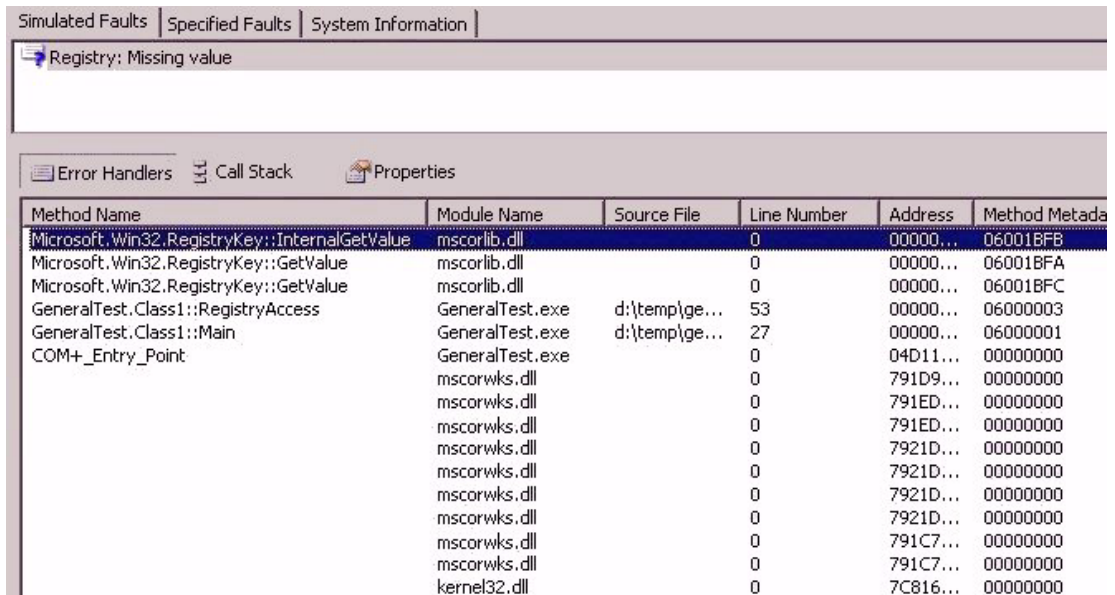 Simulated Faults Specified Faults System Information
Registry: Missing value
Error Handlers Call Stack Properties
Method Name Module Name Source File Line Number Address Method Metada
Microsoft.Win32.RegistryKey::InternalGetValue mscorlib.dll 0 00000... 06001BFB
Microsoft.Win32.RegistryKey::GetValue mscorlib.dll 0 00000... 06001BFA
Microsoft.Win32.RegistryKey::GetValue mscorlib.dll 0 00000... 06001BFC
GeneralTest.Class1::RegistryAccess GeneralTest.exe d:\temp\ge... 53 00000... 06000003
GeneralTest.Class1::Main GeneralTest.exe d:\temp\ge... 27 00000... 06000001
COM+_Entry_Point GeneralTest.exe 0 04D11... 00000000
mscorwks.dll 0 791D9... 00000000
mscorwks.dll 0 791ED... 00000000
mscorwks.dll 0 791ED... 00000000
mscorwks.dll 0 7921D... 00000000
mscorwks.dll 0 7921D... 00000000
mscorwks.dll 0 7921D... 00000000
mscorwks.dll 0 7921D... 00000000
mscorwks.dll 0 791C7... 00000000
mscorwks.dll 0 791C7... 00000000
kernel32.dll 0 7C816... 00000000